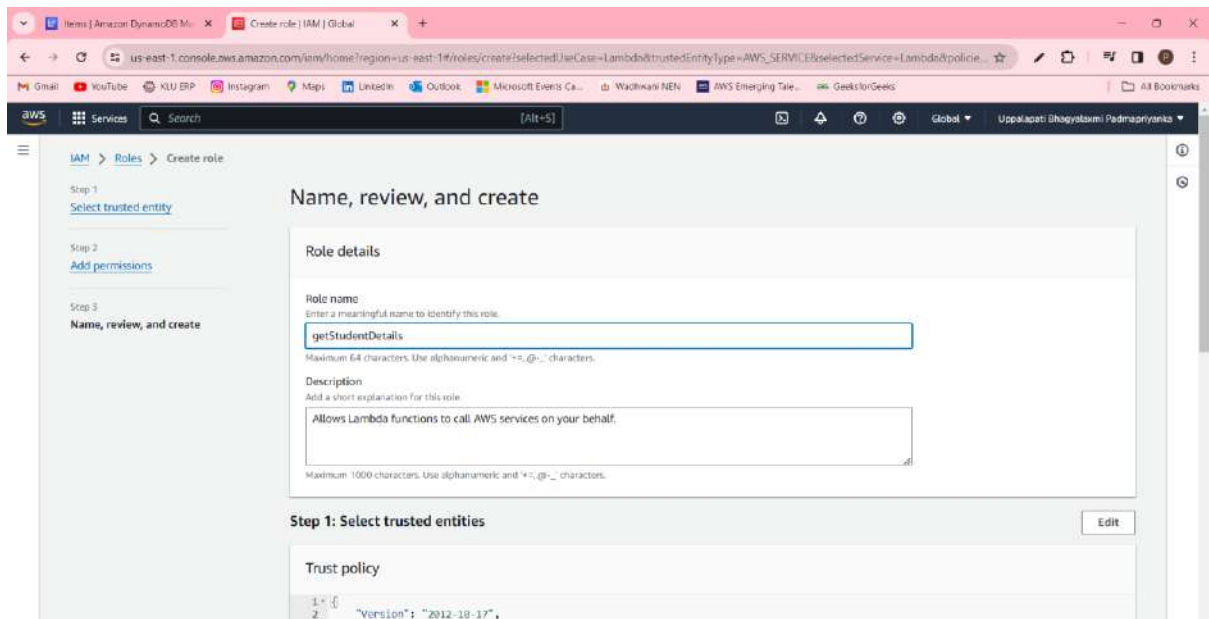 Items | Amazon DynamoDB Ma
Create role | IAM | Global
us-east-1.console.aws.amazon.com/iam/home?region=us-east-1#/roles/create?selectedUseCase=Lambda&trustedEntityType=AWS_SERVICE&selectedService=Lambda&policie...
Gmail YouTube KLU ERP Instagram Maps LinkedIn Outlook Microsoft Events Ca... Wadhwani NEN AWS Emerging Tale... GeeksforGeeks All Bookmarks
aws Services Search [Alt+S] Global Uppalapati Bhagyalaxmi Padmapriyanka
IAM > Roles > Create role
Step 1
Select trusted entity
Step 2
Add permissions
Step 3
Name, review, and create
Name, review, and create
Role details
Role name
Enter a meaningful name to identify this role.
getStudentDetails
Maximum 64 characters. Use alphanumeric and '+=,.@-_' characters.
Description
Add a short explanation for this role.
Allows Lambda functions to call AWS services on your behalf.
Maximum 1000 characters. Use alphanumeric and '+=,.@-_' characters.
Step 1: Select trusted entities
Edit
Trust policy
1 {
2 "Version": "2012-10-17",